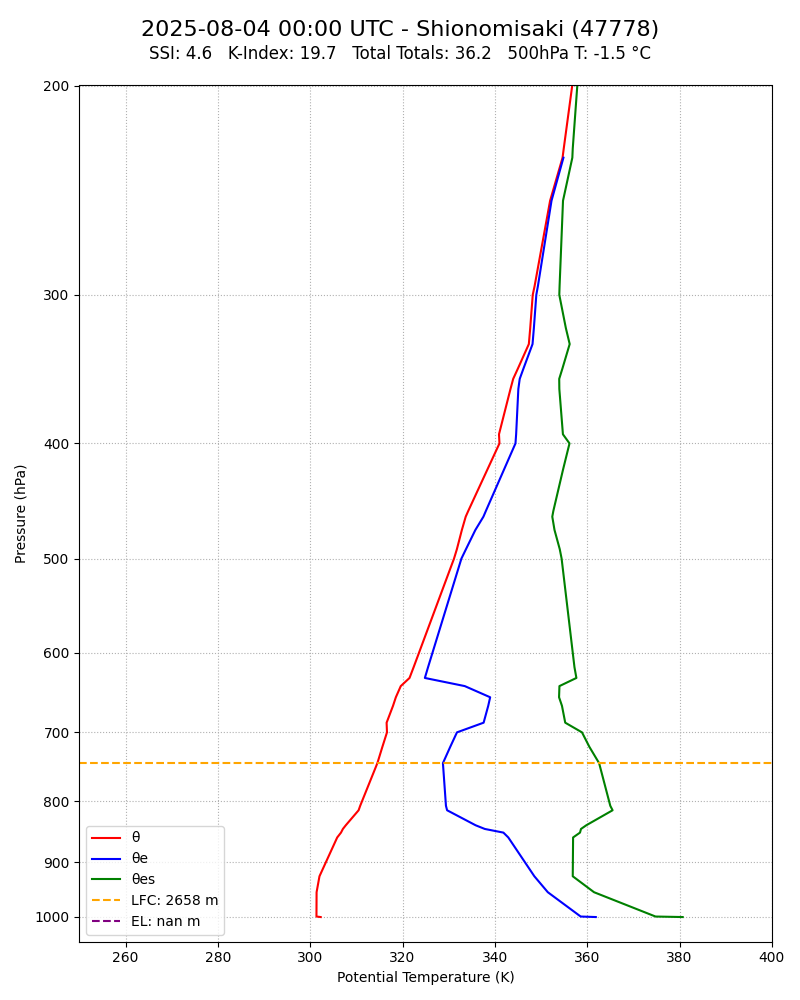 2025-08-04 00:00 UTC - Shionomisaki (47778)
SSI: 4.6   K-Index: 19.7   Total Totals: 36.2   500hPa T: -1.5 °C
200
300
400
500
600
700
800
900
1000
Pressure (hPa)
θ
θe
θes
LFC: 2658 m
EL: nan m
260 280 300 320 340 360 380 400
Potential Temperature (K)